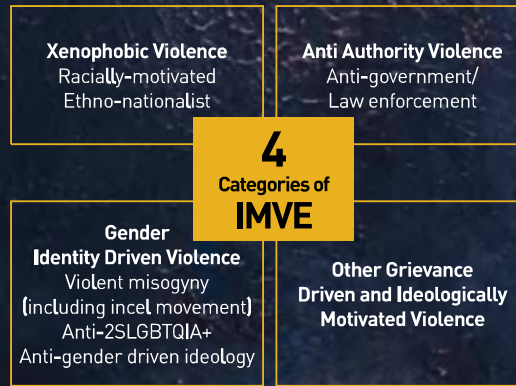 Xenophobic Violence
Racially-motivated
Ethno-nationalist
Anti Authority Violence
Anti-government/
Law enforcement
4
Categories of
IMVE
Gender
Identity Driven Violence
Violent misogyny
(including incel movement)
Anti-2SLGBTQIA+
Anti-gender driven ideology
Other Grievance
Driven and Ideologically
Motivated Violence